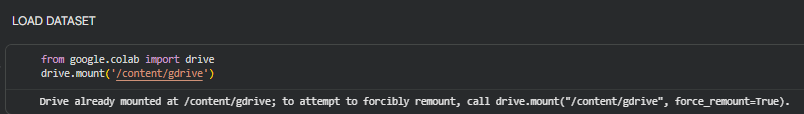 LOAD DATASET
from google.colab import drive
drive.mount('/content/gdrive')
Drive already mounted at /content/gdrive; to attempt to forcibly remount, call drive.mount("/content/gdrive", force_remount=True).